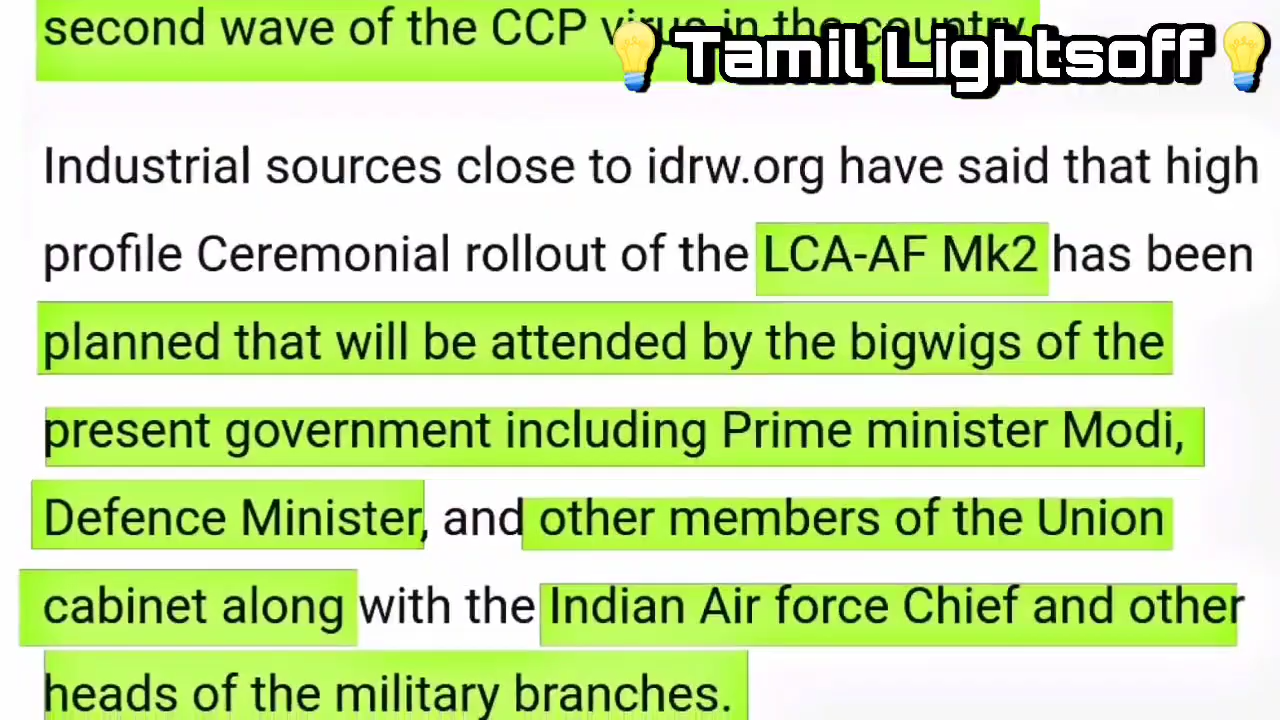 second wave of the CCP virus in the country.
💡Tamil Lightsoff💡
Industrial sources close to idrw.org have said that high
profile Ceremonial rollout of the LCA-AF Mk2 has been
planned that will be attended by the bigwigs of the
present government including Prime minister Modi,
Defence Minister, and other members of the Union
cabinet along with the Indian Air force Chief and other
heads of the military branches.